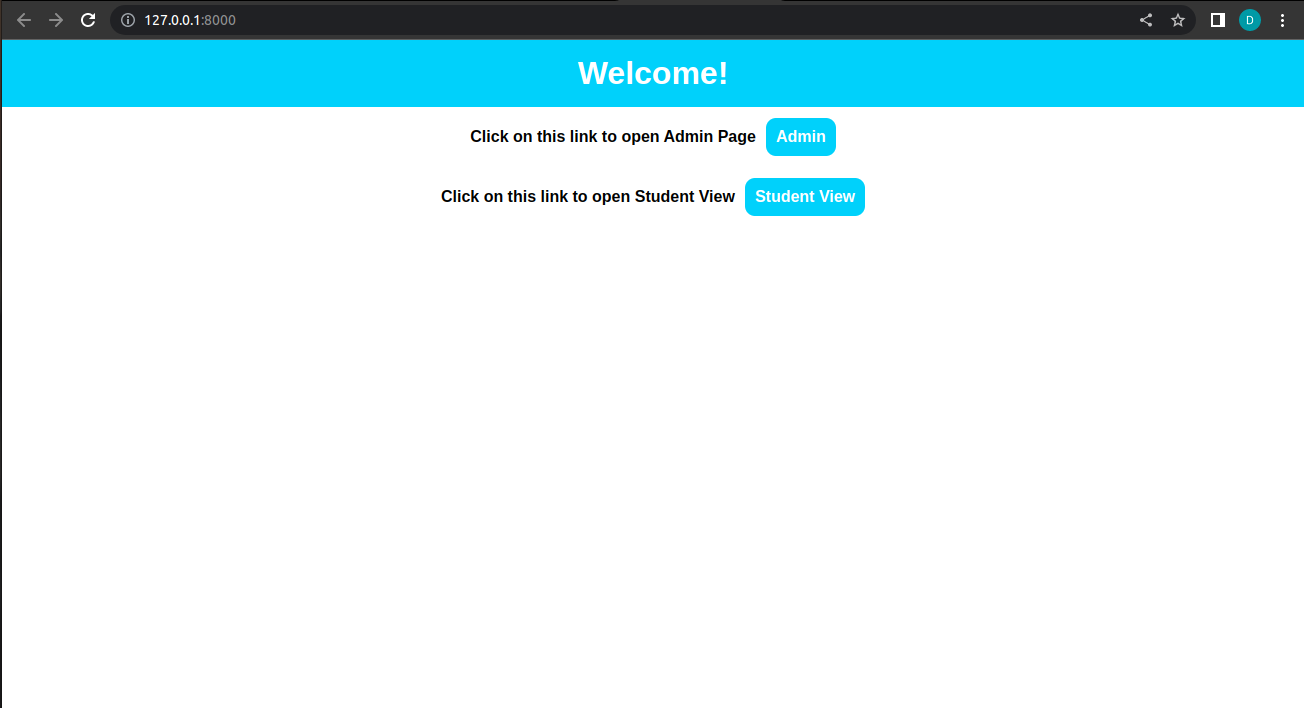 127.0.0.1:8000
D
Welcome!
Click on this link to open Admin Page Admin
Click on this link to open Student View Student View